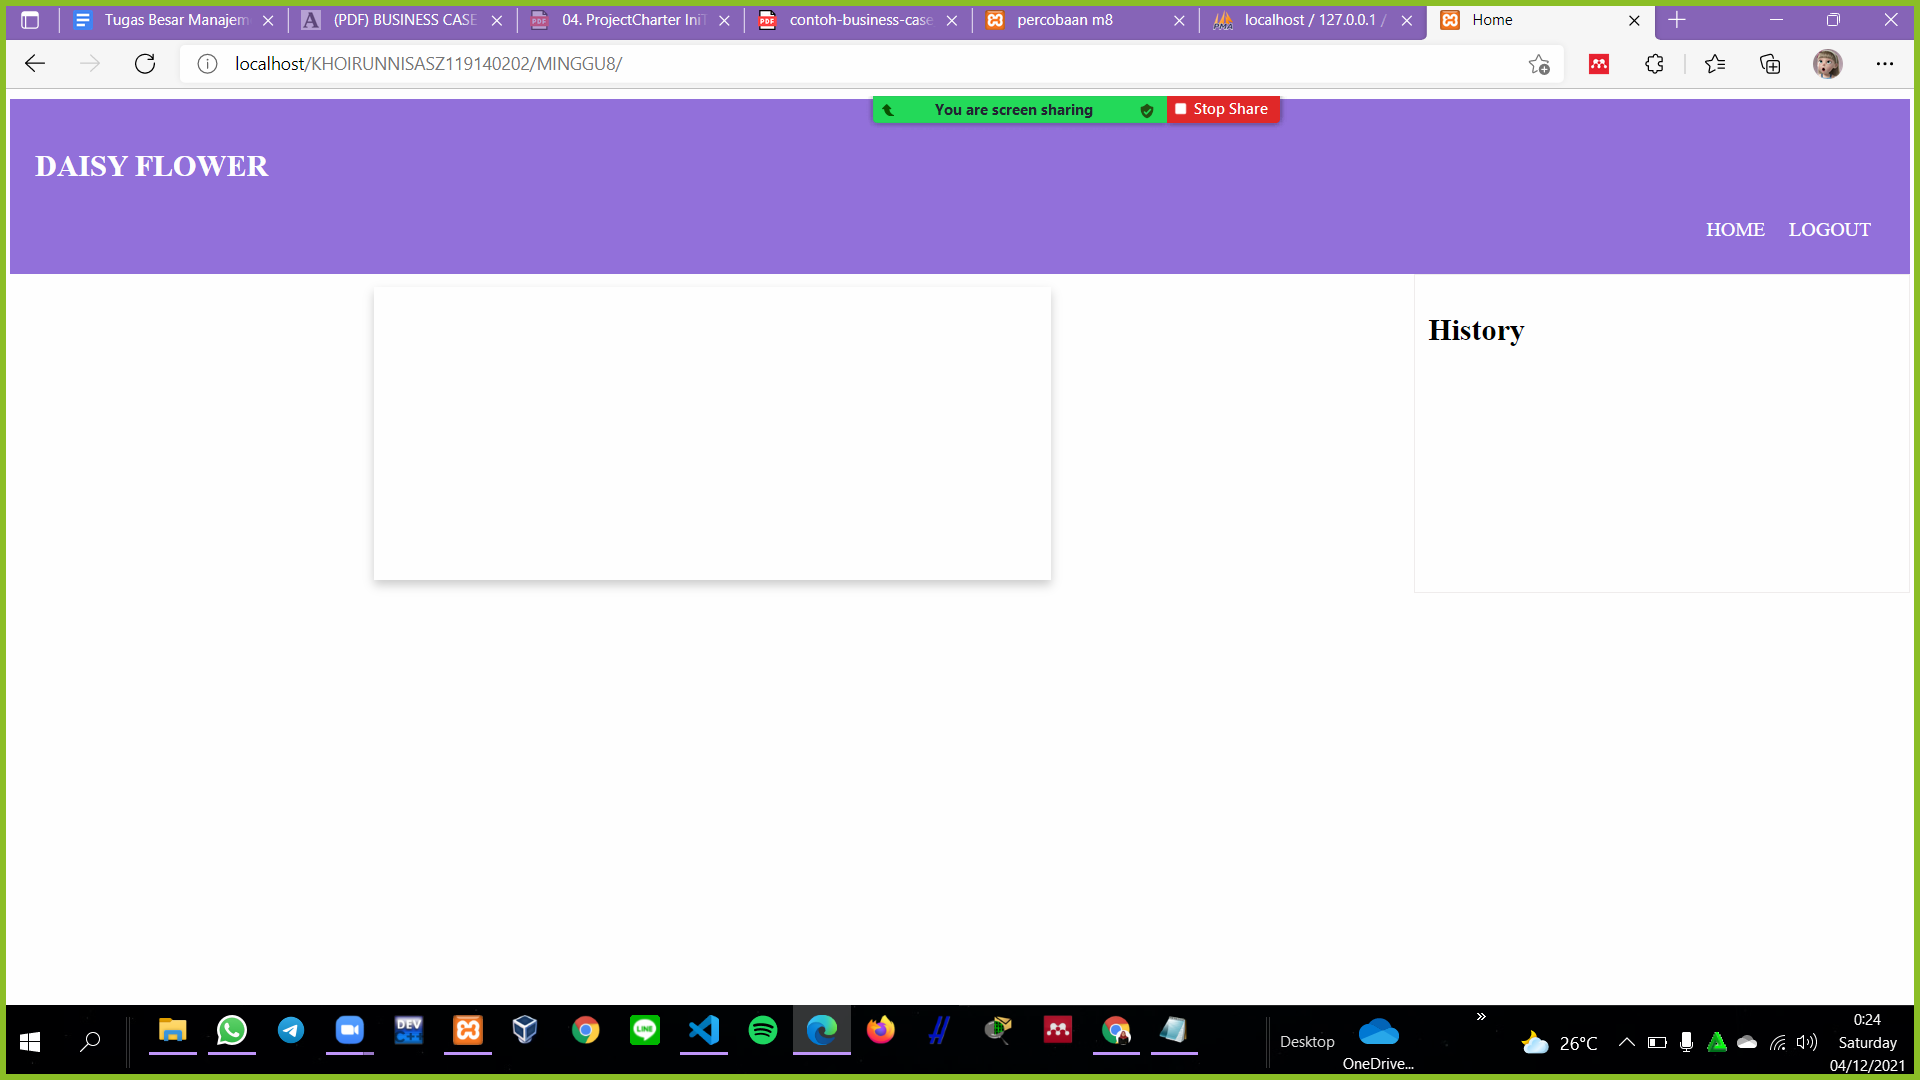 Tugas Besar Manajem
(PDF) BUSINESS CASE
04. ProjectCharter IniT
contoh-business-case
percobaan m8
localhost / 127.0.0.1 /
Home
localhost/KHOIRUNNISASZ119140202/MINGGU8/
You are screen sharing
Stop Share
DAISY FLOWER
HOME LOGOUT
History
Desktop
OneDrive...
26°C
0:24
Saturday
04/12/2021